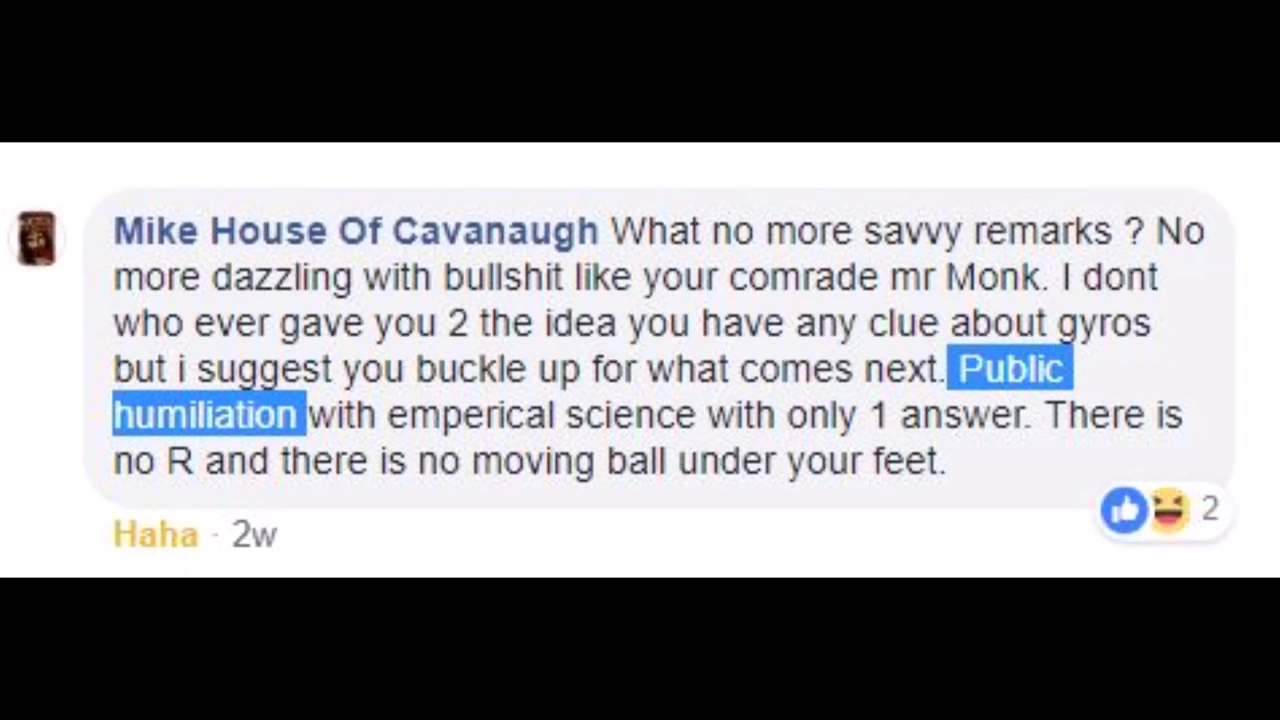 Mike House Of Cavanaugh What no more savvy remarks ? No
more dazzling with bullshit like your comrade mr Monk. I dont
who ever gave you 2 the idea you have any clue about gyros
but i suggest you buckle up for what comes next. Public
humiliation with emperical science with only 1 answer. There is
no R and there is no moving ball under your feet.
2
Haha · 2w